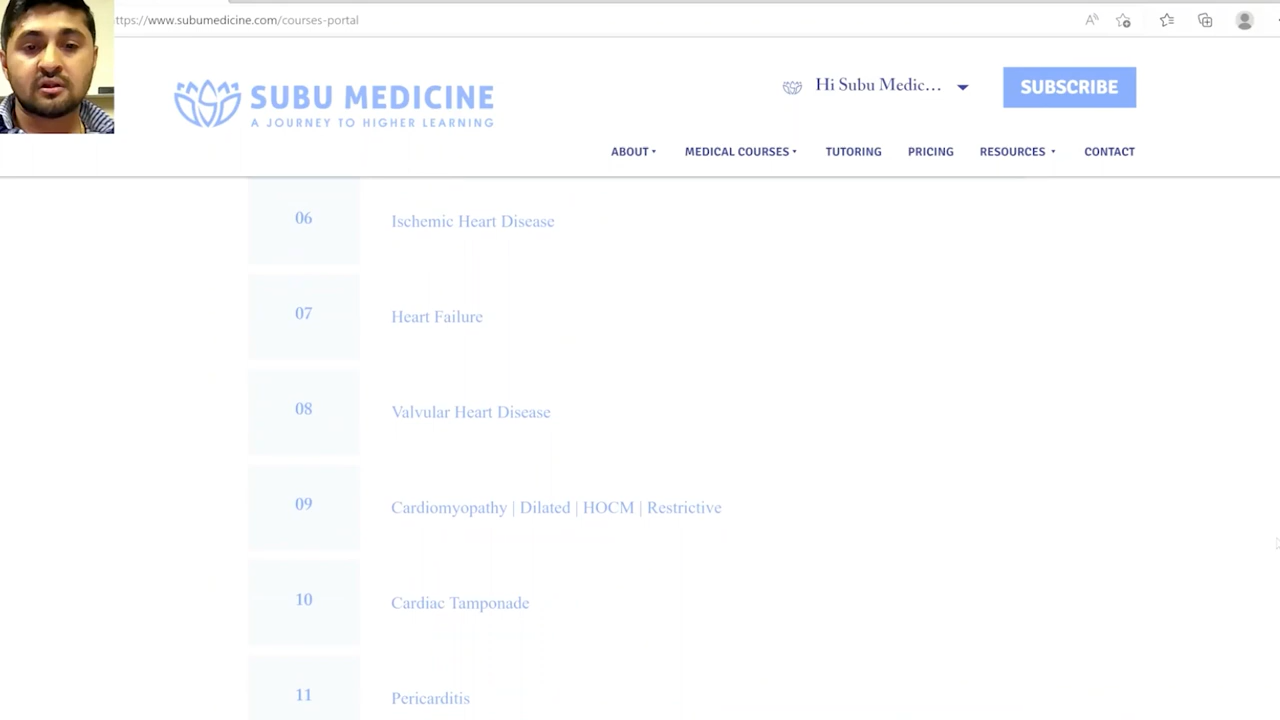 ttps://www.subumedicine.com/courses-portal
SUBU MEDICINE
A JOURNEY TO HIGHER LEARNING
Hi Subu Medic...
SUBSCRIBE
ABOUT
MEDICAL COURSES
TUTORING
PRICING
RESOURCES
CONTACT
06 Ischemic Heart Disease
07 Heart Failure
08 Valvular Heart Disease
09 Cardiomyopathy | Dilated | HOCM | Restrictive
10 Cardiac Tamponade
11 Pericarditis